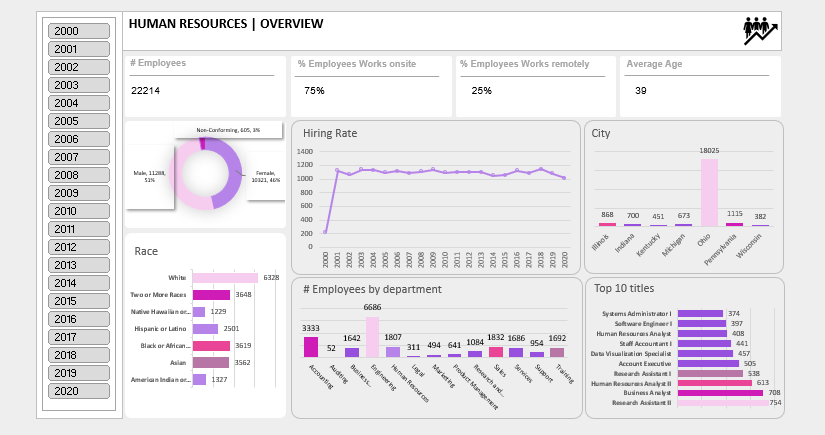 HUMAN RESOURCES | OVERVIEW
2000
2001
2002
2003
2004
2005
2006
2007
2008
2009
2010
2011
2012
2013
2014
2015
2016
2017
2018
2019
2020
# Employees
22214
% Employees Works onsite
75%
% Employees Works remotely
25%
Average Age
39
Non-Conforming, 605, 3%
Male, 11288,
51%
Female,
10321, 46%
Hiring Rate
1400
1200
1000
800
600
400
200
0
2000 2001 2002 2003 2004 2005 2006 2007 2008 2009 2010 2011 2012 2013 2014 2015 2016 2017 2018 2019 2020
City
868 700 451 673 18025 1115 382
Illinois Indiana Kentucky Michigan Ohio Pennsylvania Wisconsin
Race
White 6328
Two or More Races 3648
Native Hawaiian or... 1229
Hispanic or Latino 2501
Black or African... 3619
Asian 3562
American Indian or... 1327
# Employees by department
3333 52 1642 6686 1807 311 494 641 1084 1832 1686 954 1692
Accounting Auditing Business... Engineering Human Resources Legal Marketing Product Management Research and... Sales Services Support Training
Top 10 titles
Systems Administrator I 374
Software Engineer I 397
Human Resources Analyst 408
Staff Accountant I 441
Data Visualization Specialist 457
Account Executive 505
Research Assistant I 538
Human Resources Analyst II 613
Business Analyst 708
Research Assistant II 754